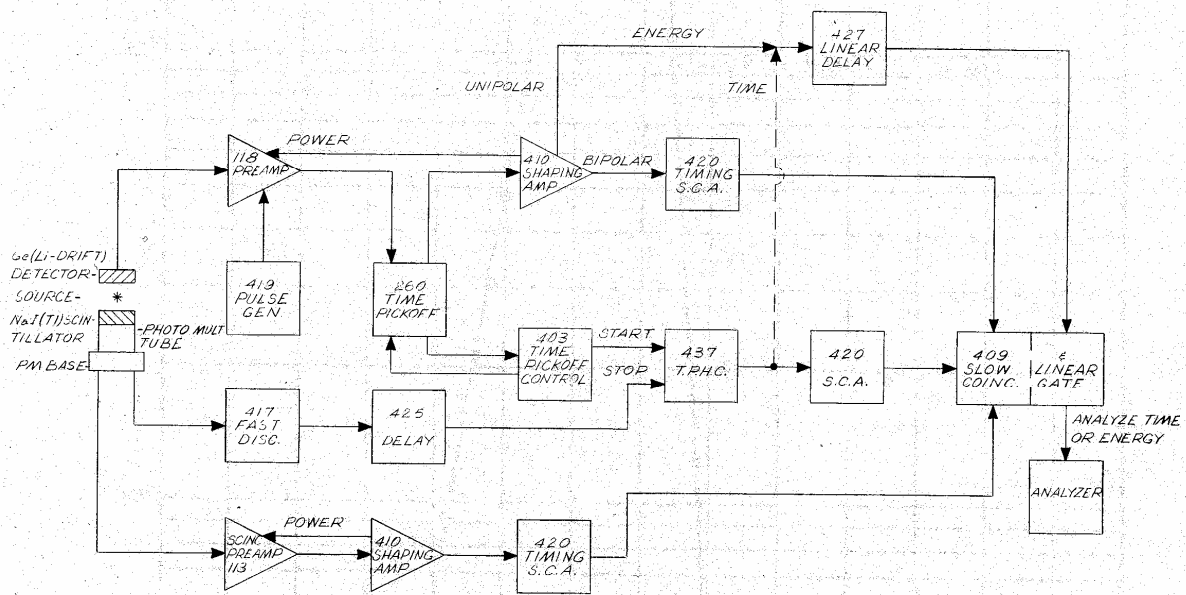 ENERGY
427
LINEAR
DELAY
UNIPOLAR
TIME
POWER
118
PREAMP
410
SHAPING
AMP
BIPOLAR
420
TIMING
S.C.A.
Ge(Li-DRIFT)
DETECTOR-
SOURCE-
NaI(Tl)SCIN-
TILLATOR
-PHOTO MULT
TUBE
PM BASE-
419
PULSE
GEN
260
TIME
PICKOFF
403
TIME
PICKOFF
CONTROL
START
STOP
437
T.P.H.C.
420
S.C.A.
409
SLOW
COINC.
&
LINEAR
GATE
417
FAST
DISC.
425
DELAY
ANALYZE TIME
OR ENERGY
ANALYZER
SCINC
PREAMP
113
POWER
410
SHAPING
AMP
420
TIMING
S.C.A.